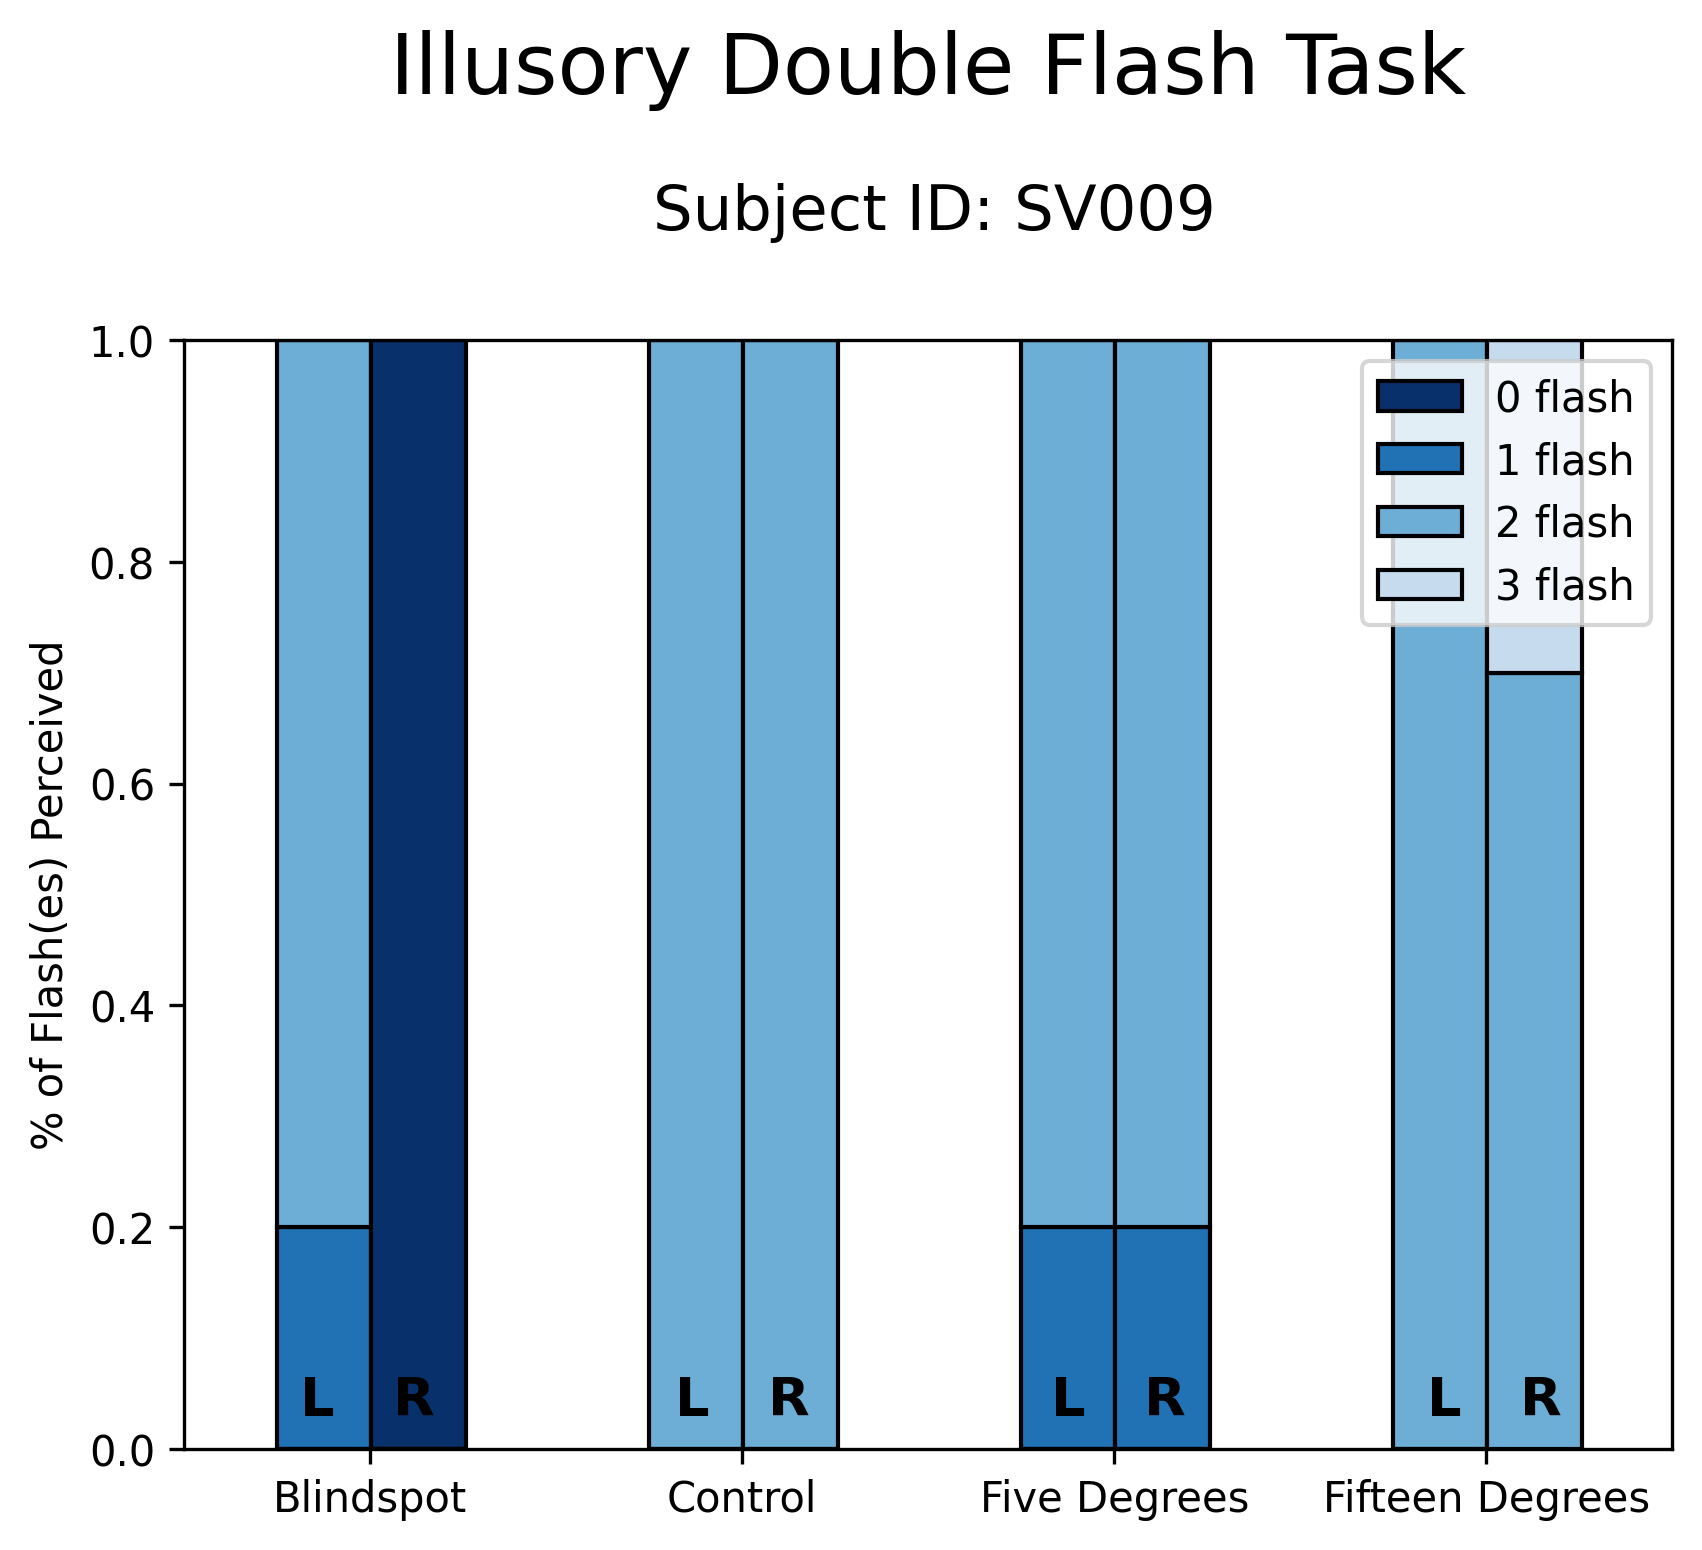 Illusory Double Flash Task
Subject ID: SV009
% of Flash(es) Perceived
1.0
0.8
0.6
0.4
0.2
0.0
0 flash
1 flash
2 flash
3 flash
L R L R L R L R
Blindspot Control Five Degrees Fifteen Degrees